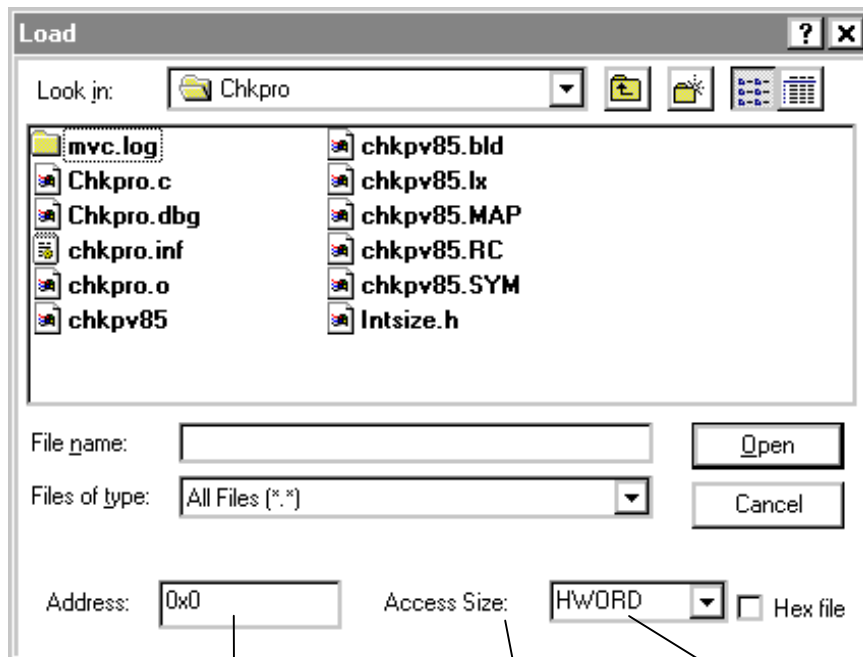 Load
Look in: Chkpro
mvc.log
Chkpro.c
Chkpro.dbg
chkpro.inf
chkpro.o
chkpv85
chkpv85.bld
chkpv85.lx
chkpv85.MAP
chkpv85.RC
chkpv85.SYM
Intsize.h
File name:
Open
Files of type: All Files (*.*)
Cancel
Address: 0x0 Access Size: HWORD Hex file